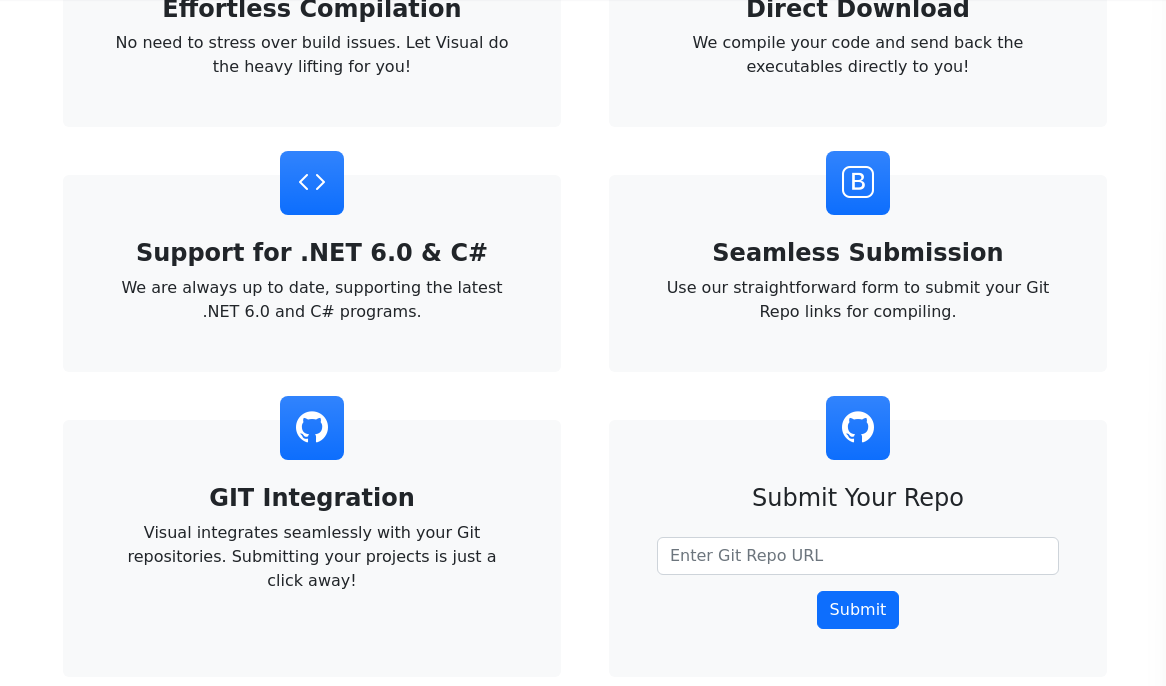 Effortless Compilation
No need to stress over build issues. Let Visual do
the heavy lifting for you!
Direct Download
We compile your code and send back the
executables directly to you!
Support for .NET 6.0 & C#
We are always up to date, supporting the latest
.NET 6.0 and C# programs.
B
Seamless Submission
Use our straightforward form to submit your Git
Repo links for compiling.
GIT Integration
Visual integrates seamlessly with your Git
repositories. Submitting your projects is just a
click away!
Submit Your Repo
Enter Git Repo URL
Submit